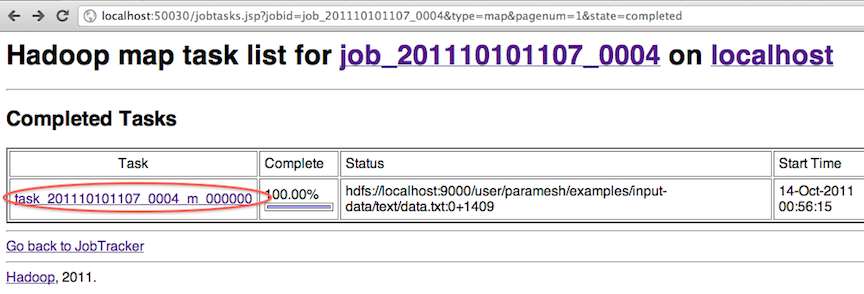 localhost:50030/jobtasks.jsp?jobid=job_201110101107_0004&type=map&pagenum=1&state=completed
Hadoop map task list for job_201110101107_0004 on localhost
Completed Tasks
Task Complete Status Start Time
task_201110101107_0004_m_000000 100.00% hdfs://localhost:9000/user/paramesh/examples/input- 14-Oct-2011
data/text/data.txt:0+1409 00:56:15
Go back to JobTracker
Hadoop, 2011.